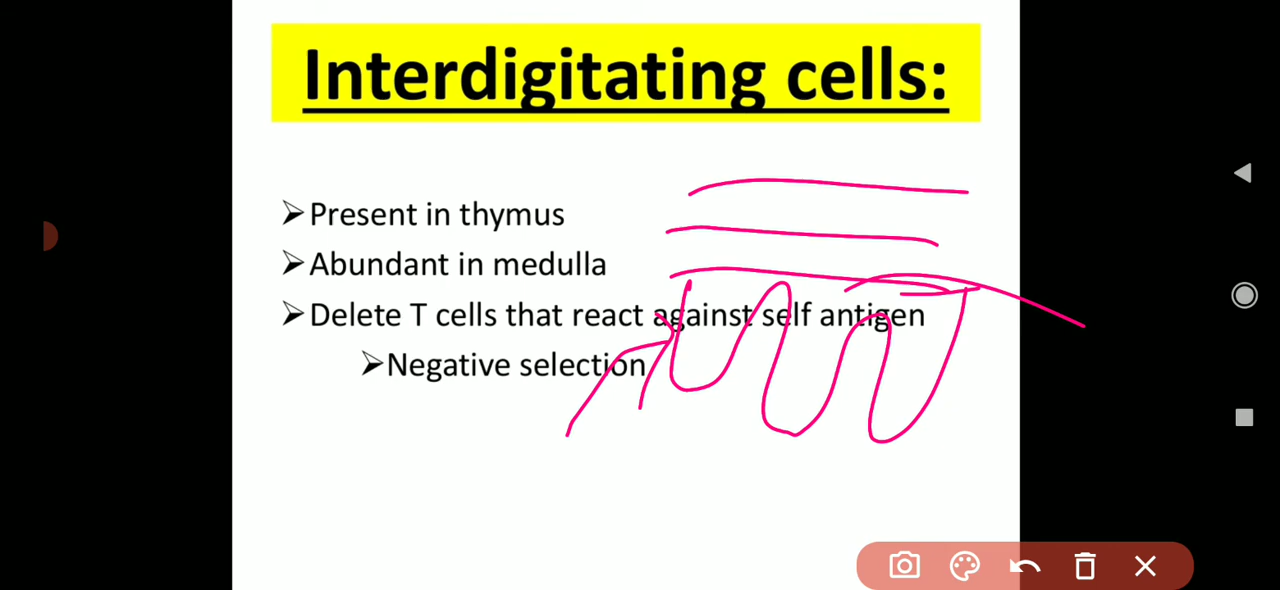 Interdigitating cells:
➢Present in thymus
➢Abundant in medulla
➢Delete T cells that react against self antigen
➢Negative selection